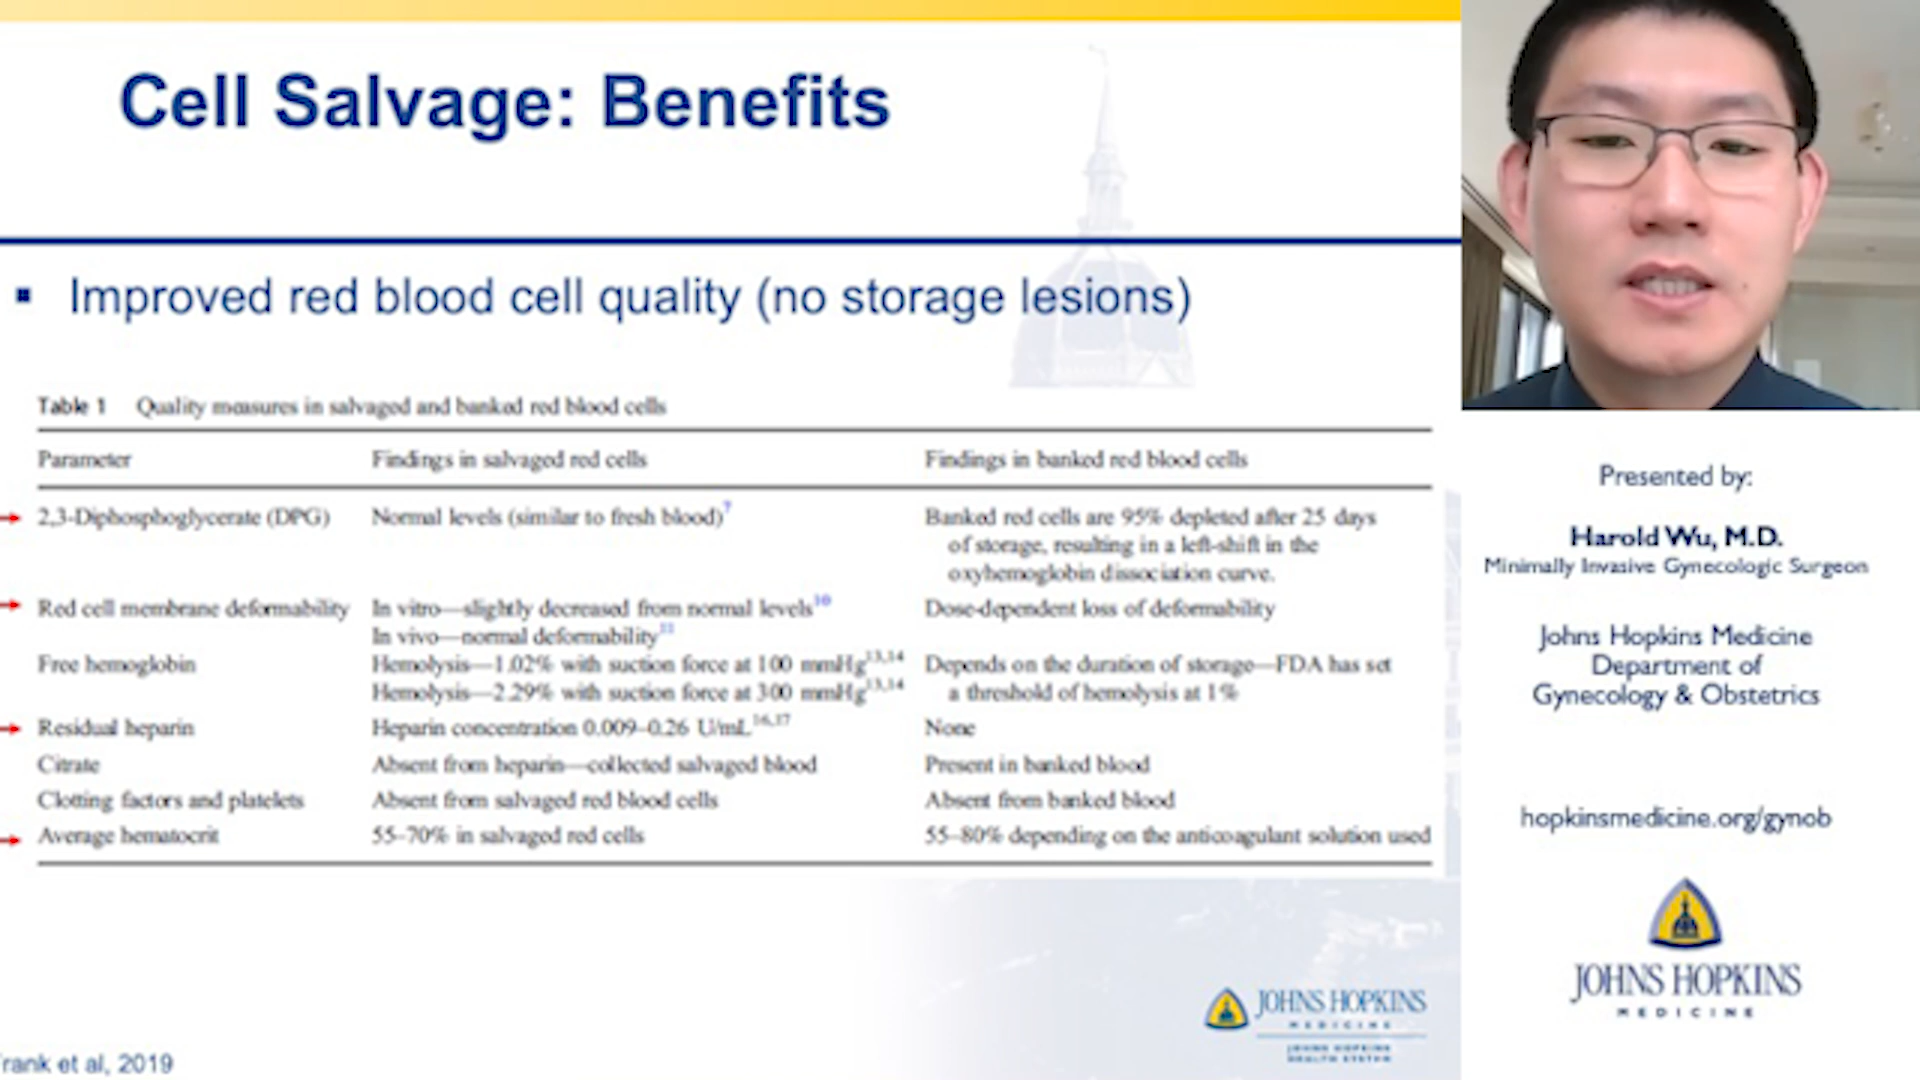 Cell Salvage: Benefits
▪ Improved red blood cell quality (no storage lesions)
Table 1 Quality measures in salvaged and banked red blood cells
Parameter Findings in salvaged red cells Findings in banked red blood cells
2,3-Diphosphoglycerate (DPG) Normal levels (similar to fresh blood)7 Banked red cells are 95% depleted after 25 days
of storage, resulting in a left-shift in the
oxyhemoglobin dissociation curve.
Red cell membrane deformability In vitro—slightly decreased from normal levels10 Dose-dependent loss of deformability
In vivo—normal deformability11
Free hemoglobin Hemolysis—1.02% with suction force at 100 mmHg13,14 Depends on the duration of storage—FDA has set
Hemolysis—2.29% with suction force at 300 mmHg13,14 a threshold of hemolysis at 1%
Residual heparin Heparin concentration 0.009–0.26 U/mL16,17 None
Citrate Absent from heparin—collected salvaged blood Present in banked blood
Clotting factors and platelets Absent from salvaged red blood cells Absent from banked blood
Average hematocrit 55–70% in salvaged red cells 55–80% depending on the anticoagulant solution used
JOHNS HOPKINS
MEDICINE
JOHNS HOPKINS
HEALTH SYSTEM
rank et al, 2019
Presented by:
Harold Wu, M.D.
Minimally Invasive Gynecologic Surgeon
Johns Hopkins Medicine
Department of
Gynecology & Obstetrics
hopkinsmedicine.org/gynob
JOHNS HOPKINS
MEDICINE